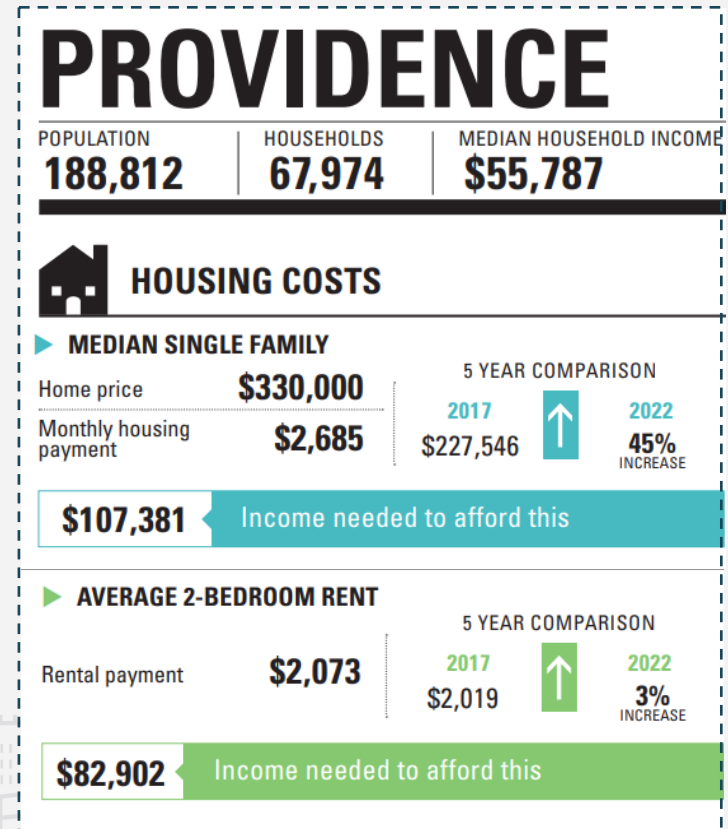 PROVIDENCE
POPULATION
188,812
HOUSEHOLDS
67,974
MEDIAN HOUSEHOLD INCOME
$55,787
HOUSING COSTS
MEDIAN SINGLE FAMILY
Home price $330,000
Monthly housing
payment
$2,685
5 YEAR COMPARISON
2017
$227,546
2022
45%
INCREASE
$107,381 Income needed to afford this
AVERAGE 2-BEDROOM RENT
Rental payment $2,073
5 YEAR COMPARISON
2017
$2,019
2022
3%
INCREASE
$82,902 Income needed to afford this